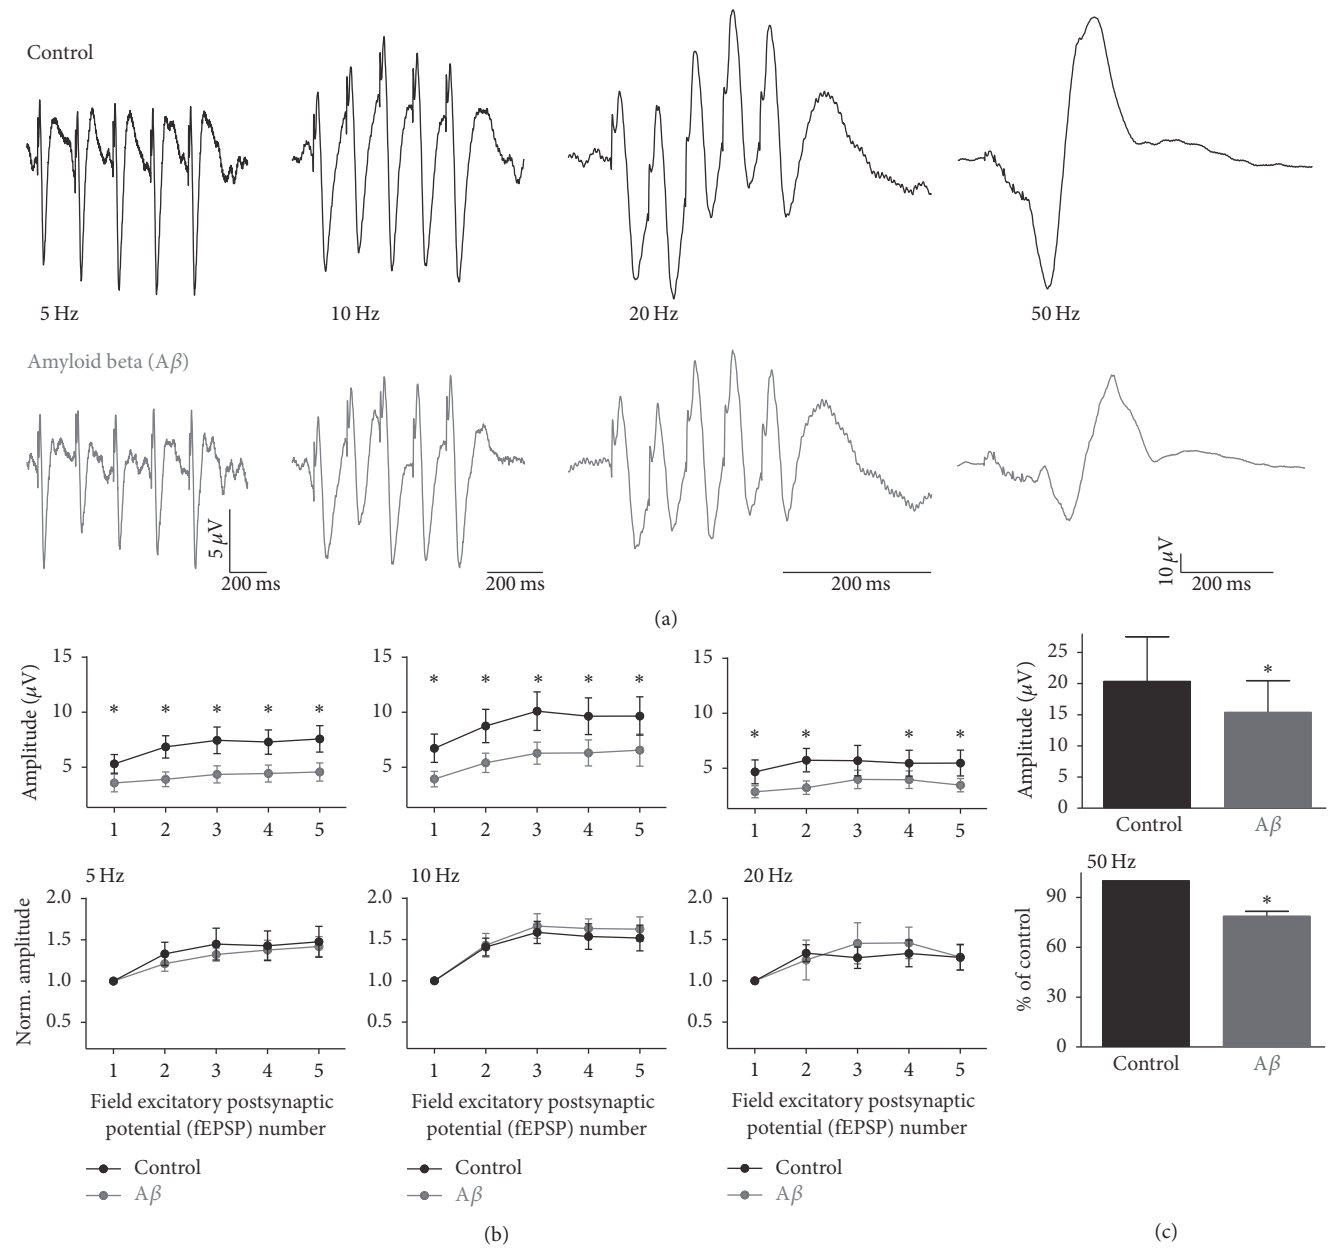 Control
5 Hz
10 Hz
20 Hz
50 Hz
Amyloid beta (Aβ)
5 μV
200 ms
200 ms
200 ms
10 μV
200 ms
(a)
Amplitude (μV)
15
10
5
* * * * *
1 2 3 4 5
15
10
5
* * * * *
1 2 3 4 5
15
10
5
* * * *
1 2 3 4 5
Amplitude (μV)
25
20
15
10
5
0
*
Control Aβ
5 Hz
Norm. amplitude
2.0
1.5
1.0
0.5
1 2 3 4 5
Field excitatory postsynaptic
potential (fEPSP) number
Control
Aβ
10 Hz
2.0
1.5
1.0
0.5
1 2 3 4 5
Field excitatory postsynaptic
potential (fEPSP) number
Control
Aβ
20 Hz
2.0
1.5
1.0
0.5
1 2 3 4 5
Field excitatory postsynaptic
potential (fEPSP) number
Control
Aβ
(b)
50 Hz
% of control
90
60
30
0
*
Control Aβ
(c)